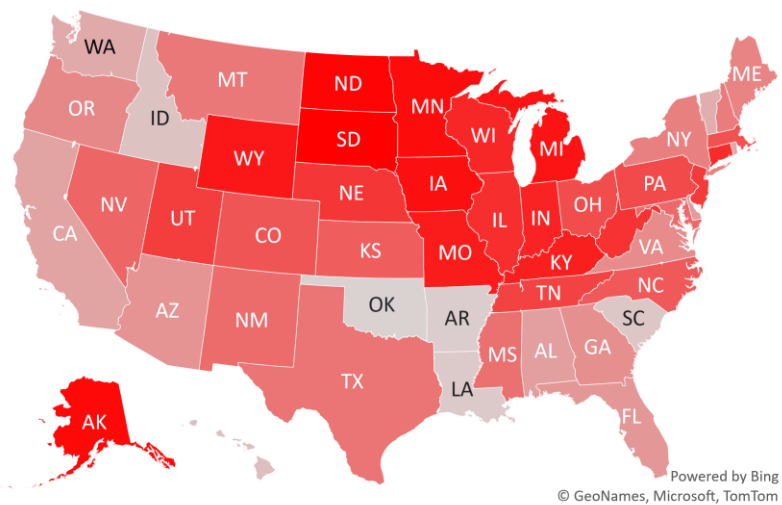 WA
MT
ND
MN
ME
OR
ID
SD
WI
MI
NY
WY
IA
NE
PA
NV
UT
CO
IL
IN
OH
CA
KS
MO
KY
VA
TN
NC
AZ
NM
OK
AR
SC
MS
AL
GA
TX
LA
FL
AK
Powered by Bing
© GeoNames, Microsoft, TomTom